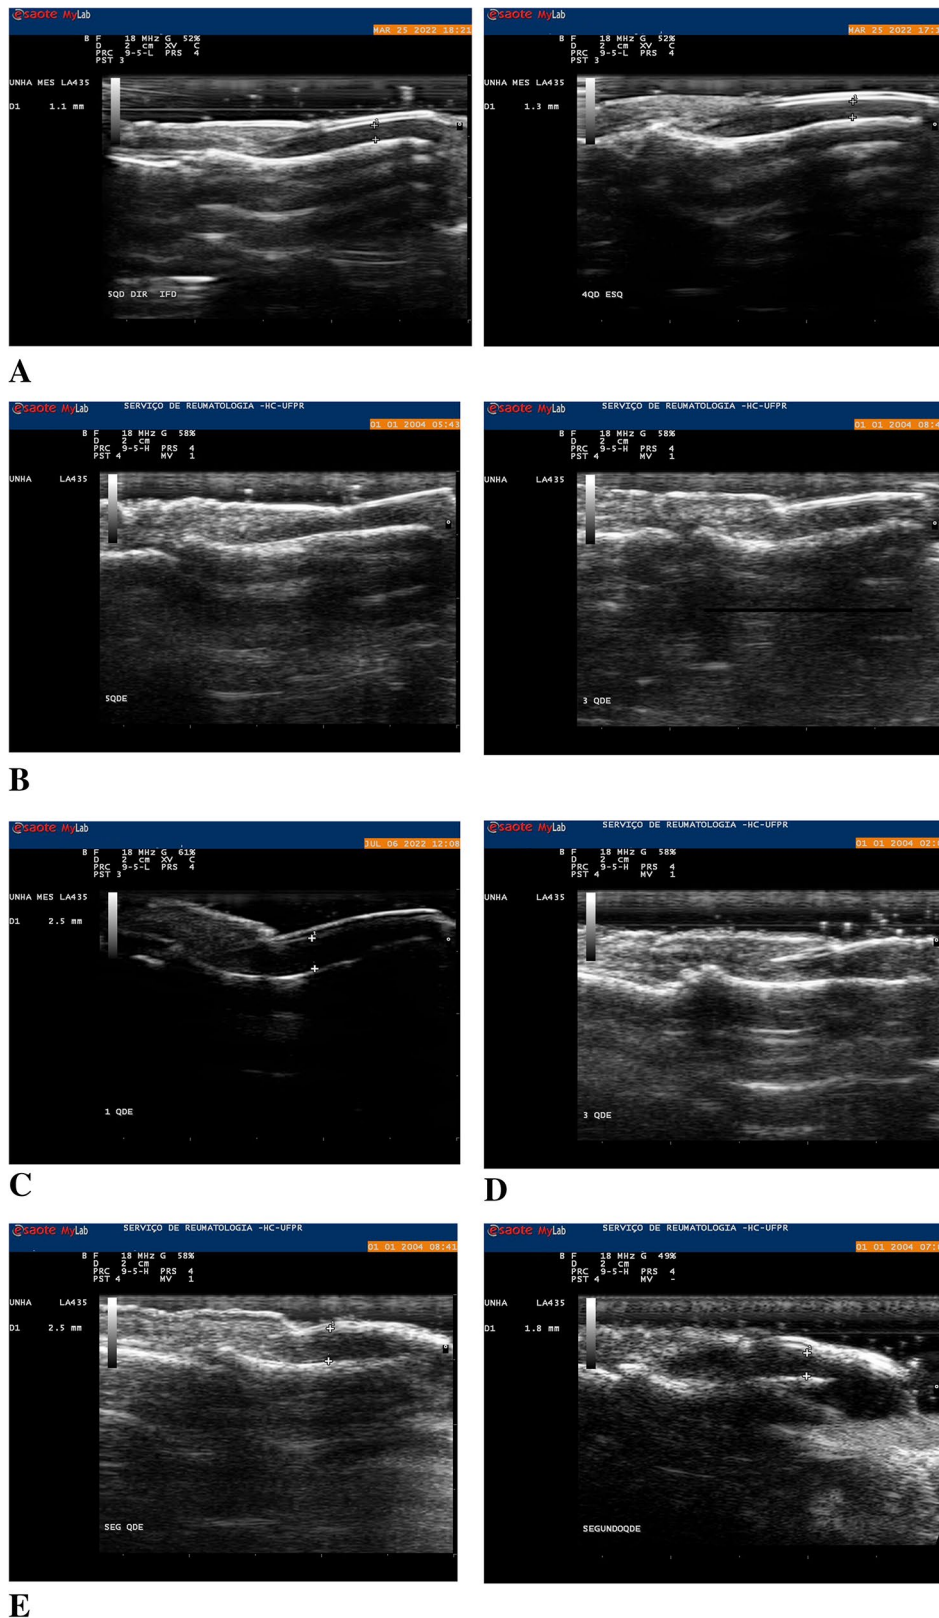 esaote MyLab
MAR 25 2022 18:21
B F 18 MHz G 52%
D 2 cm XV C
PRC 9-5-L PRS 4
PST 3
UNHA MES LA435
D1 1.1 mm
5QD DIR IFD
esaote MyLab
MAR 25 2022 17:1
B F 18 MHz G 52%
D 2 cm XV C
PRC 9-5-L PRS 4
PST 3
UNHA MES LA435
D1 1.3 mm
4QD ESQ
A
esaote MyLab SERVIÇO DE REUMATOLOGIA -HC-UFPR
01 01 2004 05:43
B F 18 MHz G 58%
D 2 cm
PRC 9-5-H PRS 4
PST 4 MV 1
UNHA LA435
5QDE
esaote MyLab SERVIÇO DE REUMATOLOGIA -HC-UFPR
01 01 2004 08:4
B F 18 MHz G 58%
D 2 cm
PRC 9-5-H PRS 4
PST 4 MV 1
UNHA LA435
3 QDE
B
esaote MyLab
JUL 06 2022 12:08
B F 18 MHz G 61%
D 2 cm XV C
PRC 9-5-L PRS 4
PST 3
UNHA MES LA435
D1 2.5 mm
1 QDE
C
esaote MyLab SERVIÇO DE REUMATOLOGIA -HC-UFPR
01 01 2004 02:
B F 18 MHz G 58%
D 2 cm
PRC 9-5-H PRS 4
PST 4 MV 1
UNHA LA435
3 QDE
D
esaote MyLab SERVIÇO DE REUMATOLOGIA -HC-UFPR
01 01 2004 08:41
B F 18 MHz G 58%
D 2 cm
PRC 9-5-H PRS 4
PST 4 MV 1
UNHA LA435
D1 2.5 mm
SEG QDE
esaote MyLab SERVIÇO DE REUMATOLOGIA -HC-UFPR
01 01 2004 07:
B F 18 MHz G 49%
D 2 cm
PRC 9-5-H PRS 4
PST 4 MV -
UNHA LA435
D1 1.8 mm
SEGUNDOQDE
E